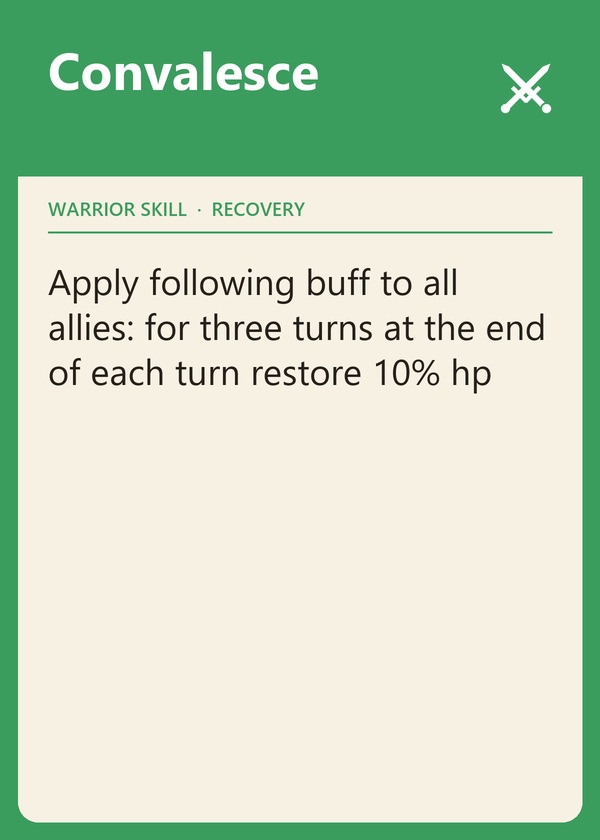 Convalesce
WARRIOR SKILL · RECOVERY
Apply following buff to all
allies: for three turns at the end
of each turn restore 10% hp